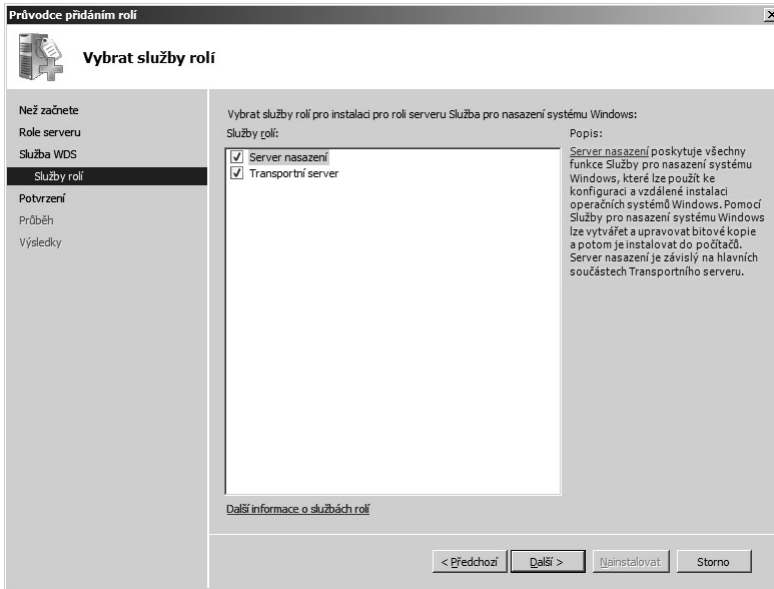 Průvodce přidáním rolí
Vybrat služby rolí
Než začnete
Role serveru
Služba WDS
Služby rolí
Potvrzení
Průběh
Výsledky
Vybrat služby rolí pro instalaci pro roli serveru Služba pro nasazení systému Windows:
Služby rolí:
Server nasazení
Transportní server
Další informace o službách rolí
Popis:
Server nasazení poskytuje všechny
funkce Služby pro nasazení systému
Windows, které lze použít ke
konfiguraci a vzdálené instalaci
operačních systémů Windows. Pomocí
Služby pro nasazení systému Windows
lze vytvářet a upravovat bitové kopie
a potom je instalovat do počítačů.
Server nasazení je závislý na hlavních
součástech Transportního serveru.
< Předchozí
Další >
Nainstalovat
Storno